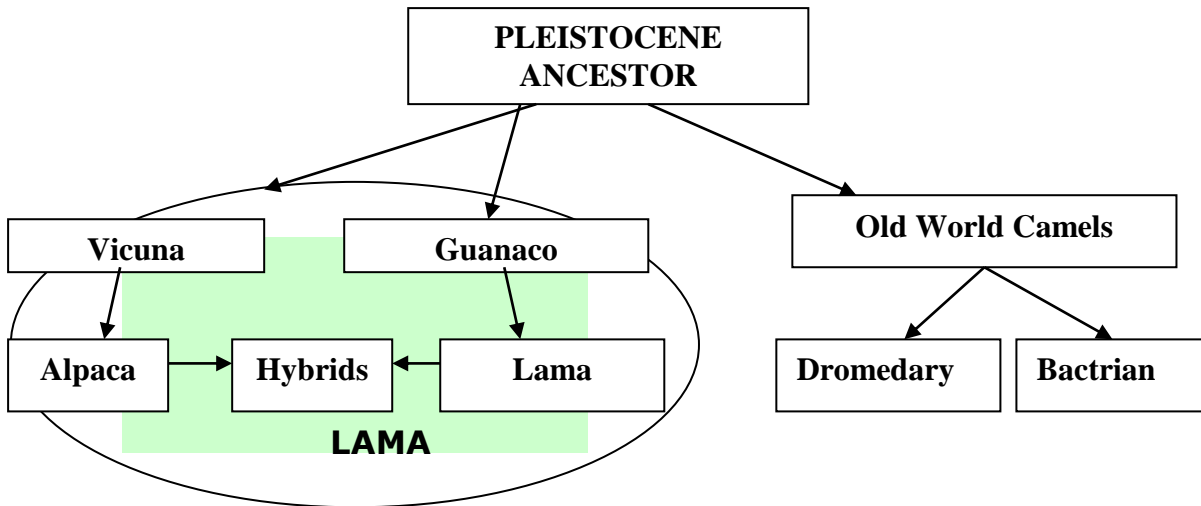 PLEISTOCENE
ANCESTOR
Vicuna
Guanaco
Old World Camels
Alpaca
Hybrids
Lama
Dromedary
Bactrian
LAMA